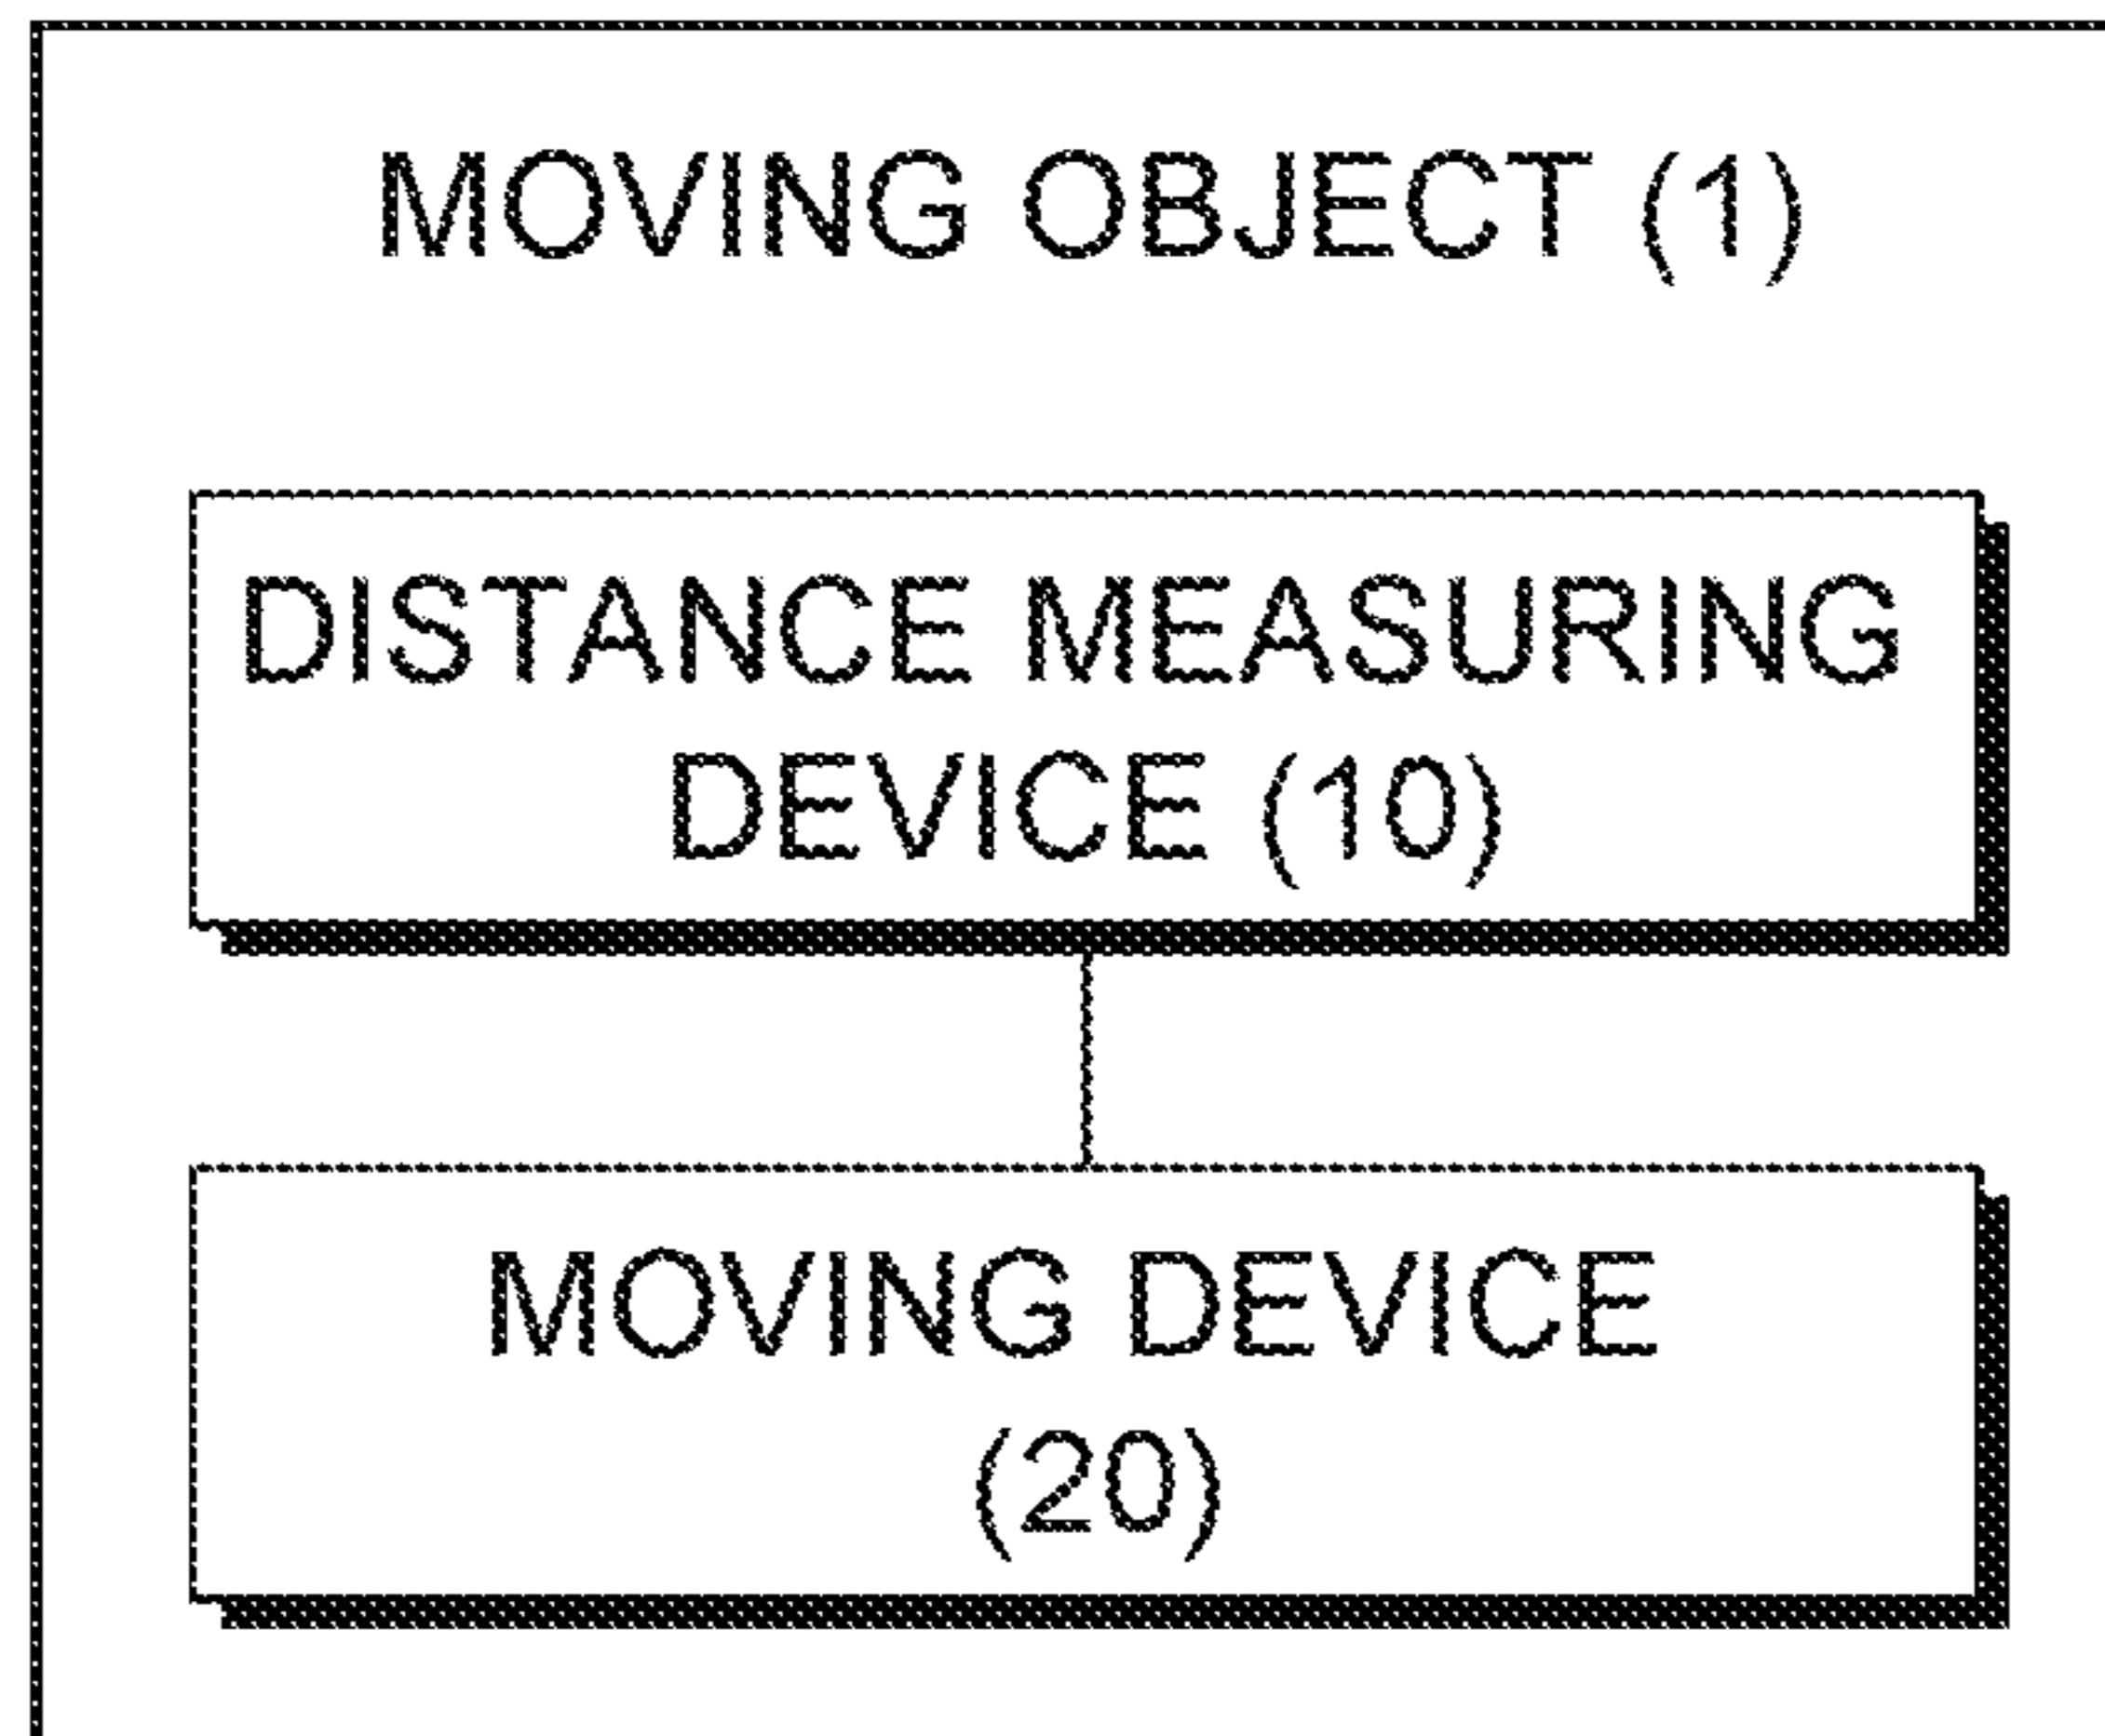 MOVING OBJECT (1)
DISTANCE MEASURING
DEVICE (10)
MOVING DEVICE
(20)